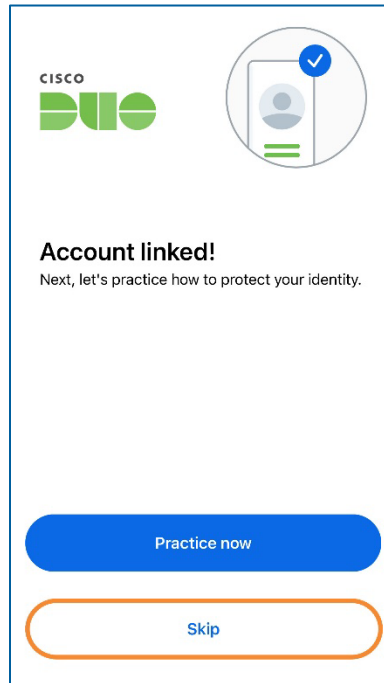 CISCO
DUO
Account linked!
Next, let's practice how to protect your identity.
Practice now
Skip